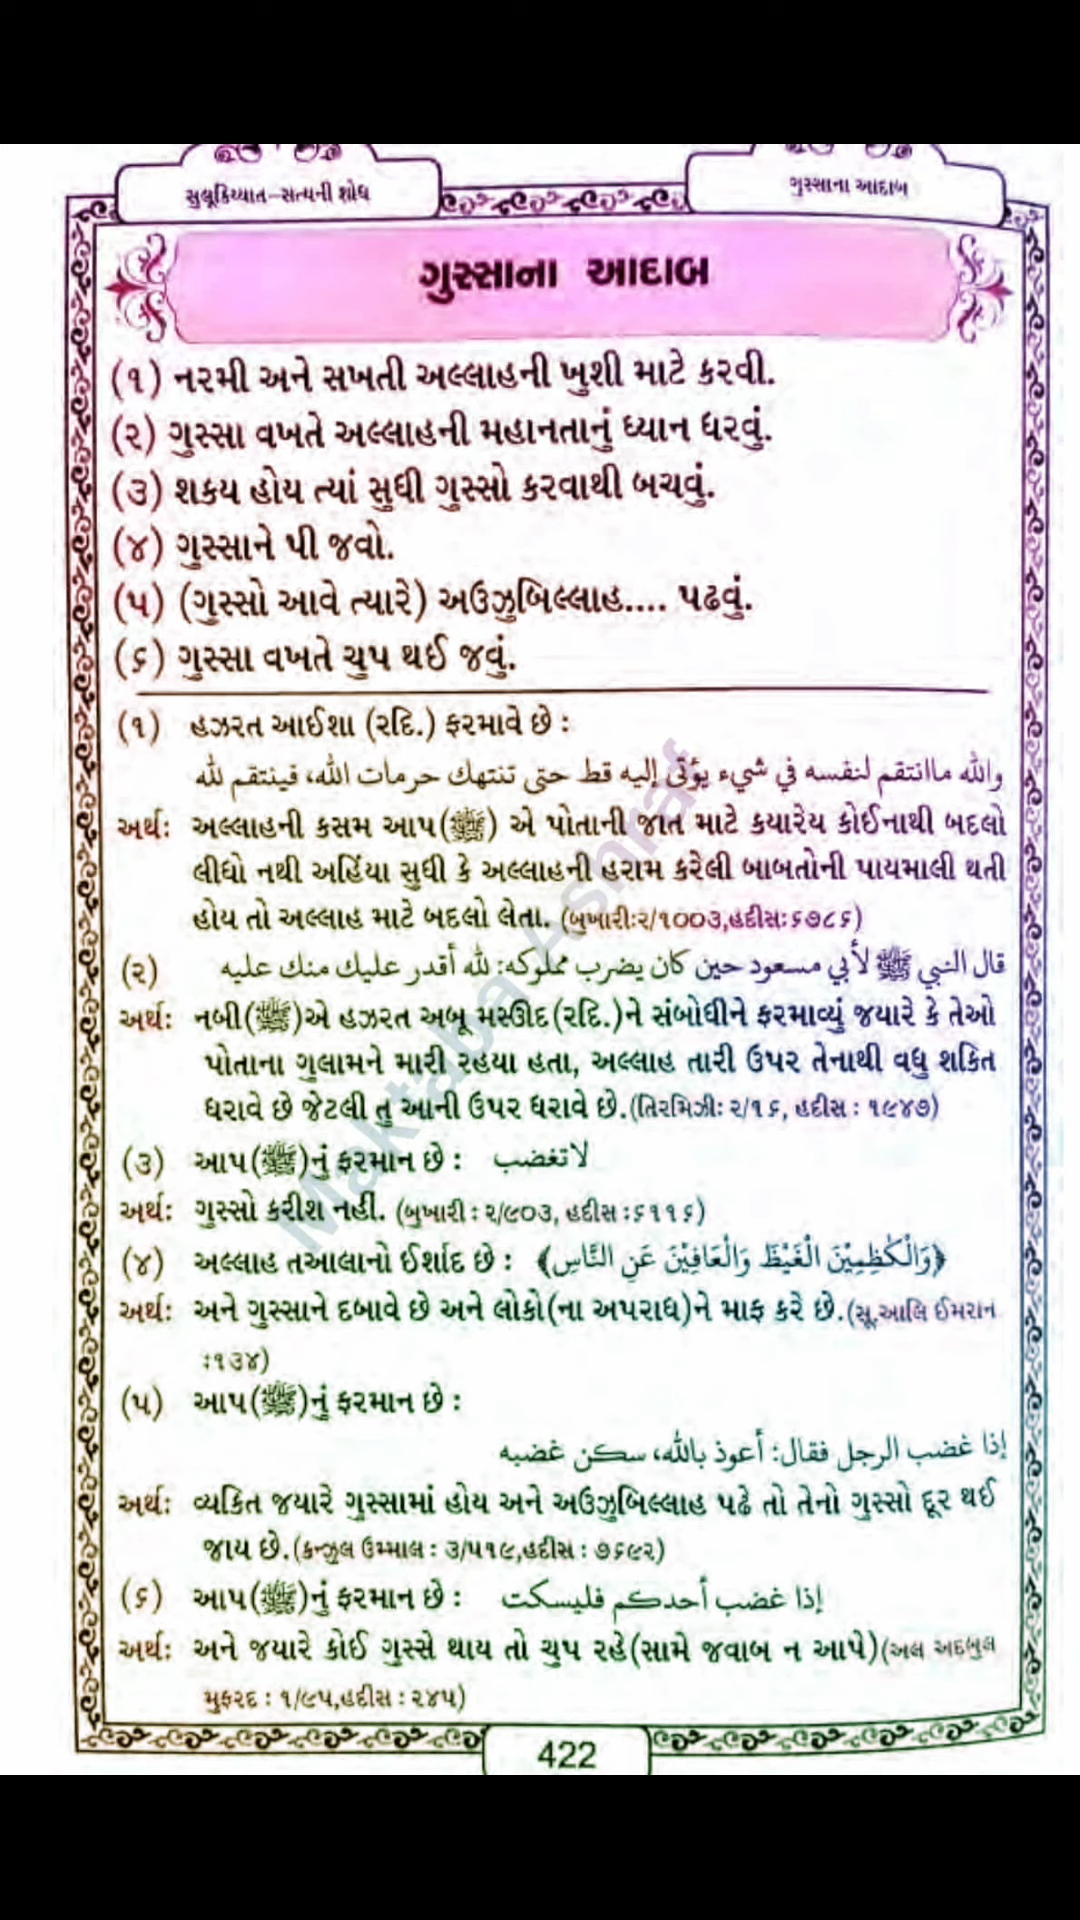 સુલૂકિય્યાત–સત્યની શોધ
ગુસ્સાના આદાબ
ગુસ્સાના આદાબ
(૧) નરમી અને સખતી અલ્લાહની ખુશી માટે કરવી.
(૨) ગુસ્સા વખતે અલ્લાહની મહાનતાનું ધ્યાન ધરવું.
(૩) શકય હોય ત્યાં સુધી ગુસ્સો કરવાથી બચવું.
(૪) ગુસ્સાને પી જવો.
(૫) (ગુસ્સો આવે ત્યારે) અઉઝુબિલ્લાહ.... પઢવું.
(૬) ગુસ્સા વખતે ચુપ થઈ જવું.
(૧) હઝરત આઈશા (રદિ.) ફરમાવે છે :
والله ماانتقم لنفسه في شيء يؤتى إليه قط حتى تنتهك حرمات الله، فينتقم لله
અર્થ: અલ્લાહની કસમ આપ(ﷺ) એ પોતાની જાત માટે કયારેય કોઈનાથી બદલો
લીધો નથી અહિંયા સુધી કે અલ્લાહની હરામ કરેલી બાબતોની પાયમાલી થતી
હોય તો અલ્લાહ માટે બદલો લેતા. (બુખારી:૨/૧૦૦૩,હદીસ:૬૭૮૬)
(૨) قال النبي ﷺ لأبي مسعود حين كان يضرب مملوكه: لله أقدر عليك منك عليه
અર્થ: નબી(ﷺ)એ હઝરત અબૂ મસ્ઊદ(રદિ.)ને સંબોધીને ફરમાવ્યું જયારે કે તેઓ
પોતાના ગુલામને મારી રહયા હતા, અલ્લાહ તારી ઉપર તેનાથી વધુ શકિત
ધરાવે છે જેટલી તુ આની ઉપર ધરાવે છે.(તિરમિઝી: ૨/૧૬, હદીસ : ૧૯૪૭)
(૩) આપ(ﷺ)નું ફરમાન છે : لاتغضب
અર્થ: ગુસ્સો કરીશ નહીં. (બુખારી : ૨/૯૦૩, હદીસ :૬૧૧૬)
(૪) અલ્લાહ તઆલાનો ઈર્શાદ છે : ﴿وَالْكٰظِمِيْنَ الْغَيْظَ وَالْعَافِيْنَ عَنِ النَّاسِ﴾
અર્થ: અને ગુસ્સાને દબાવે છે અને લોકો(ના અપરાધ)ને માફ કરે છે.(સૂ.આલિ ઈમરાન
:૧૩૪)
(૫) આપ(ﷺ)નું ફરમાન છે :
إذا غضب الرجل فقال: أعوذ بالله، سكن غضبه
અર્થ: વ્યકિત જયારે ગુસ્સામાં હોય અને અઉઝુબિલ્લાહ પઢે તો તેનો ગુસ્સો દૂર થઈ
જાય છે.(કન્ઝુલ ઉમ્માલ : ૩/૫૧૯,હદીસ : ૭૬૯૨)
(૬) આપ(ﷺ)નું ફરમાન છે : إذا غضب أحدكم فليسكت
અર્થ: અને જયારે કોઈ ગુસ્સે થાય તો ચુપ રહે(સામે જવાબ ન આપે)(અલ અદબુલ
મુફરદ : ૧/૯૫,હદીસ : ૨૪૫)
422
Maktaba Ashraf